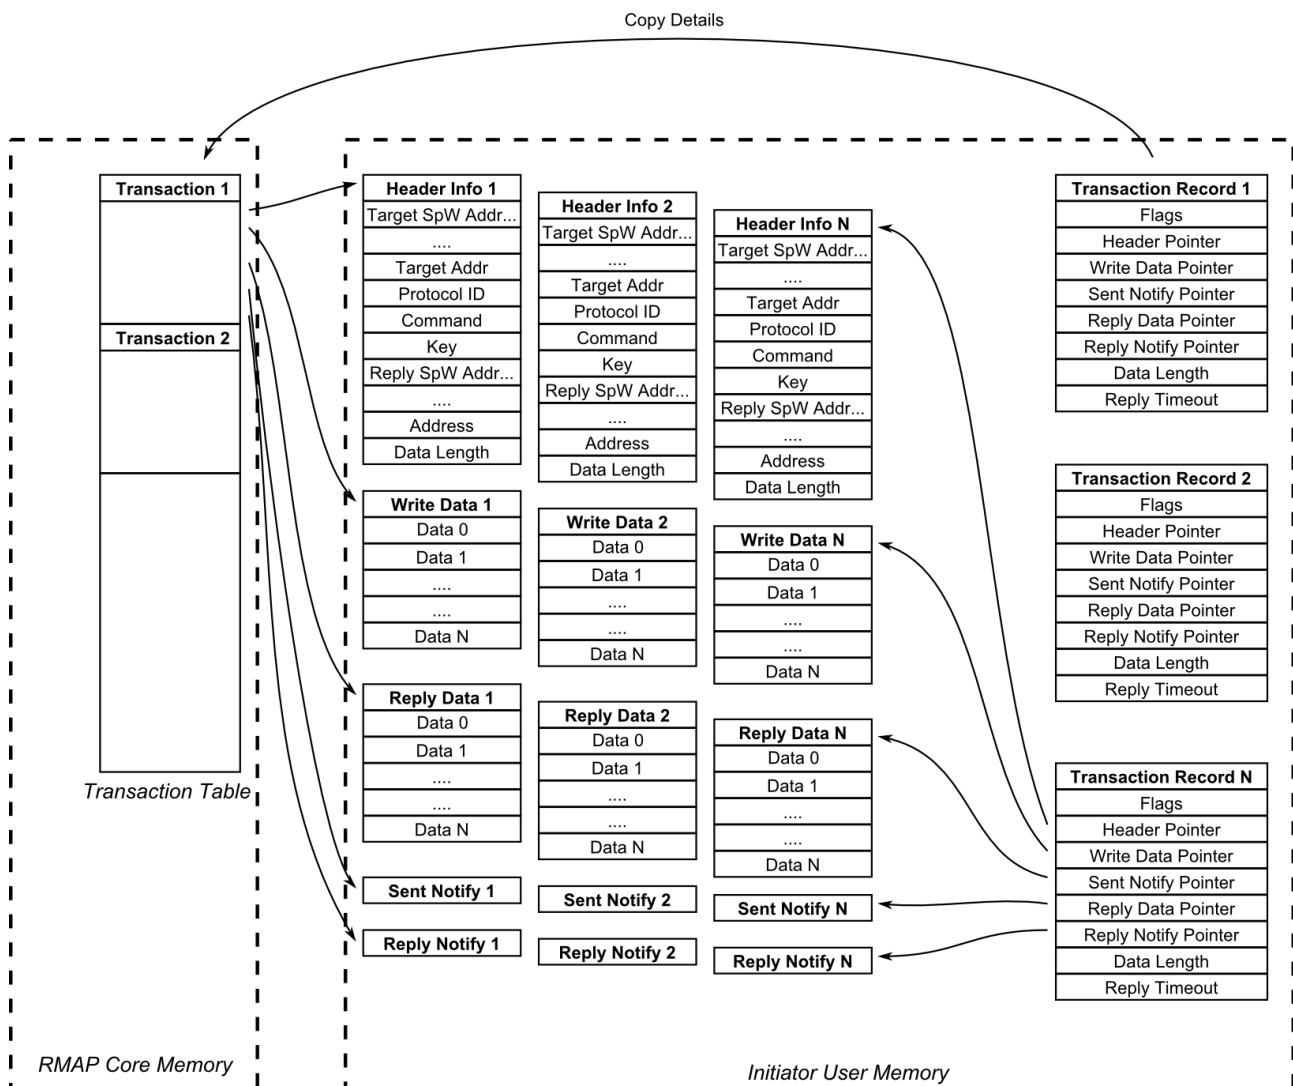 Copy Details
Transaction 1
Transaction 2
Transaction Table
RMAP Core Memory
Header Info 1
Target SpW Addr...
....
Target Addr
Protocol ID
Command
Key
Reply SpW Addr...
....
Address
Data Length
Write Data 1
Data 0
Data 1
....
....
Data N
Reply Data 1
Data 0
Data 1
....
....
Data N
Sent Notify 1
Reply Notify 1
Header Info 2
Target SpW Addr...
....
Target Addr
Protocol ID
Command
Key
Reply SpW Addr...
....
Address
Data Length
Write Data 2
Data 0
Data 1
....
....
Data N
Reply Data 2
Data 0
Data 1
....
....
Data N
Sent Notify 2
Reply Notify 2
Header Info N
Target SpW Addr...
....
Target Addr
Protocol ID
Command
Key
Reply SpW Addr...
....
Address
Data Length
Write Data N
Data 0
Data 1
....
....
Data N
Reply Data N
Data 0
Data 1
....
....
Data N
Sent Notify N
Reply Notify N
Transaction Record 1
Flags
Header Pointer
Write Data Pointer
Sent Notify Pointer
Reply Data Pointer
Reply Notify Pointer
Data Length
Reply Timeout
Transaction Record 2
Flags
Header Pointer
Write Data Pointer
Sent Notify Pointer
Reply Data Pointer
Reply Notify Pointer
Data Length
Reply Timeout
Transaction Record N
Flags
Header Pointer
Write Data Pointer
Sent Notify Pointer
Reply Data Pointer
Reply Notify Pointer
Data Length
Reply Timeout
Initiator User Memory